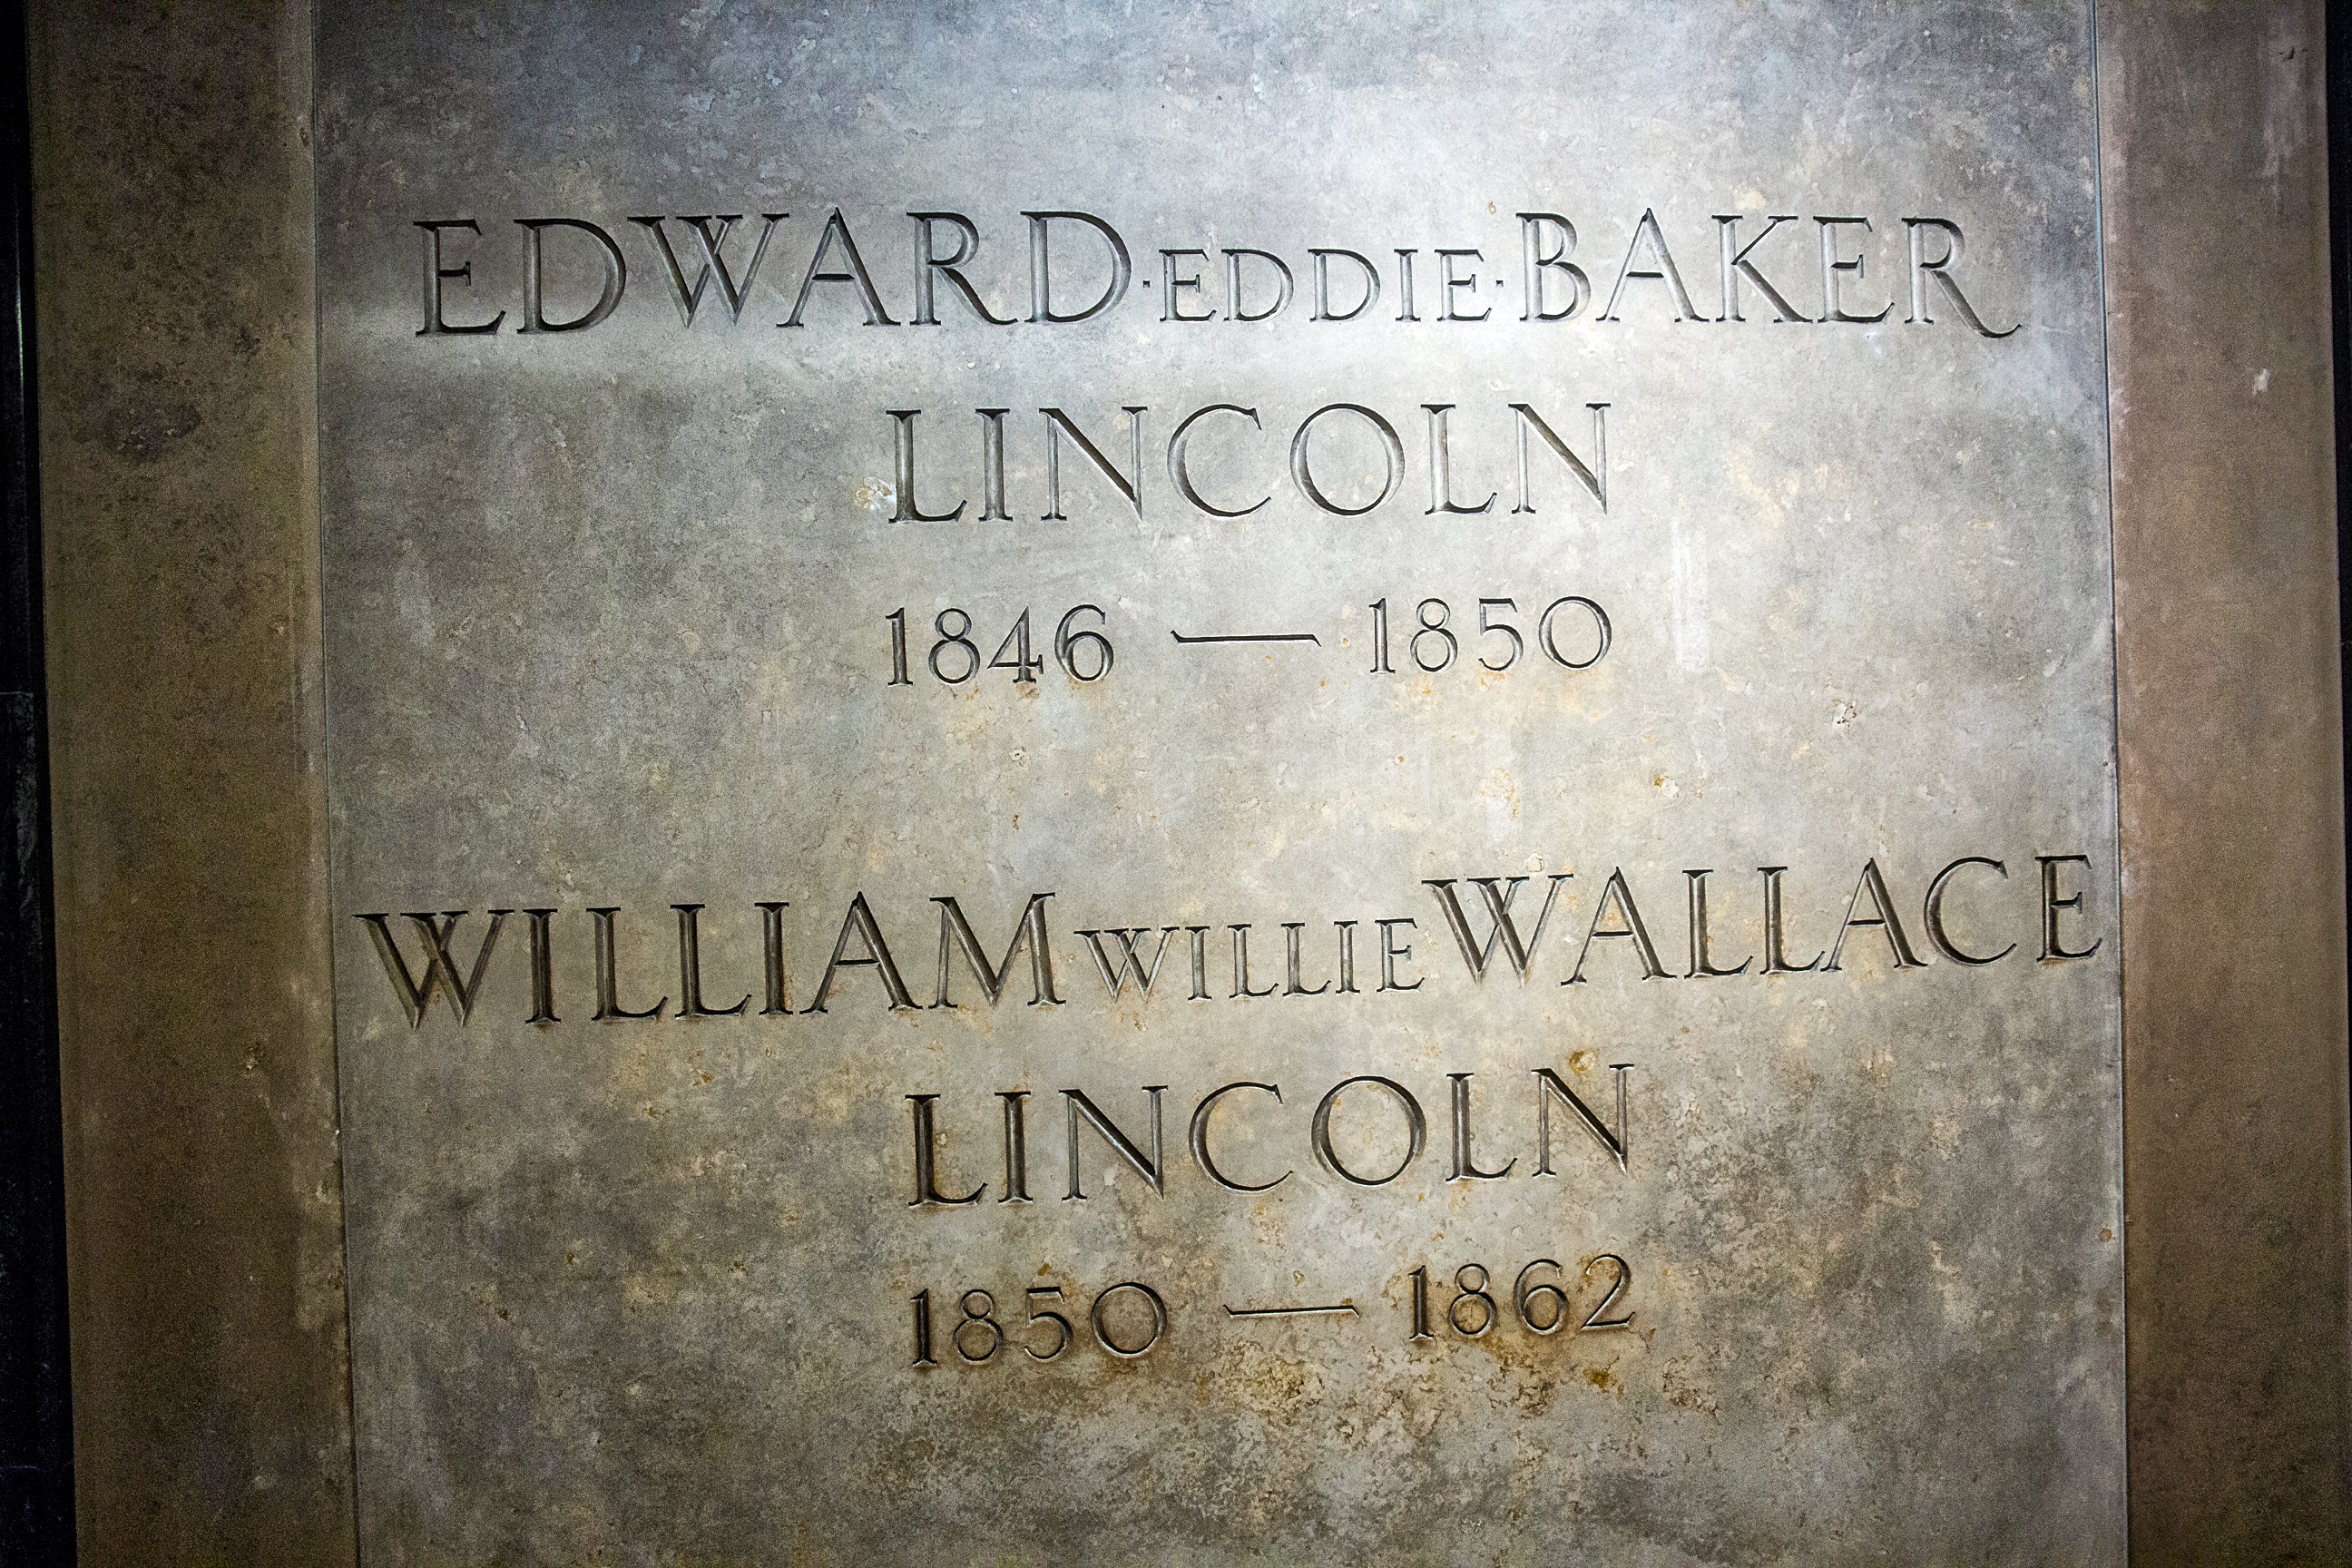 EDWARD·EDDIE·BAKER
LINCOLN
1846 — 1850
WILLIAM WILLIE WALLACE
LINCOLN
1850 — 1862